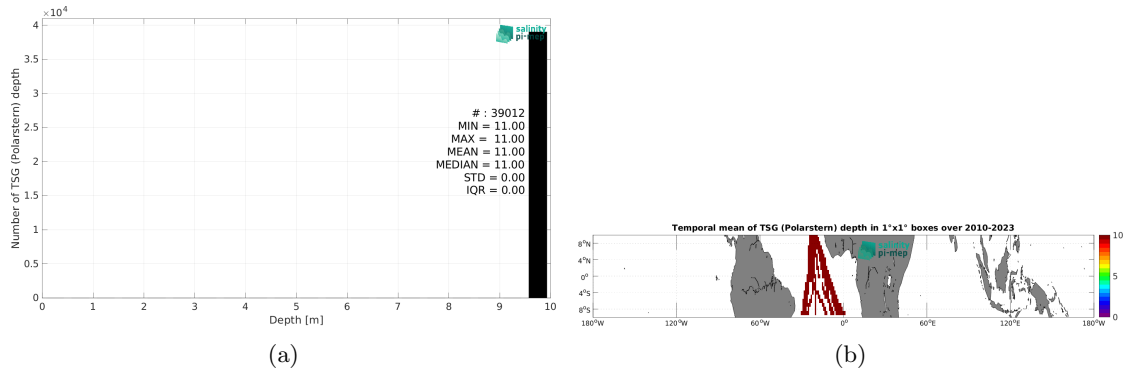 ×10⁴
4
3.5
3
2.5
2
1.5
1
0.5
0
Number of TSG (Polarstern) depth
salinity
pi-mep
# : 39012
MIN = 11.00
MAX = 11.00
MEAN = 11.00
MEDIAN = 11.00
STD = 0.00
IQR = 0.00
0 1 2 3 4 5 6 7 8 9 10
Depth [m]
(a)
Temporal mean of TSG (Polarstern) depth in 1°x1° boxes over 2010-2023
8°N
4°N
0°
4°S
8°S
salinity
pi-mep
180°W 120°W 60°W 0° 60°E 120°E 180°W
10
5
0
(b)